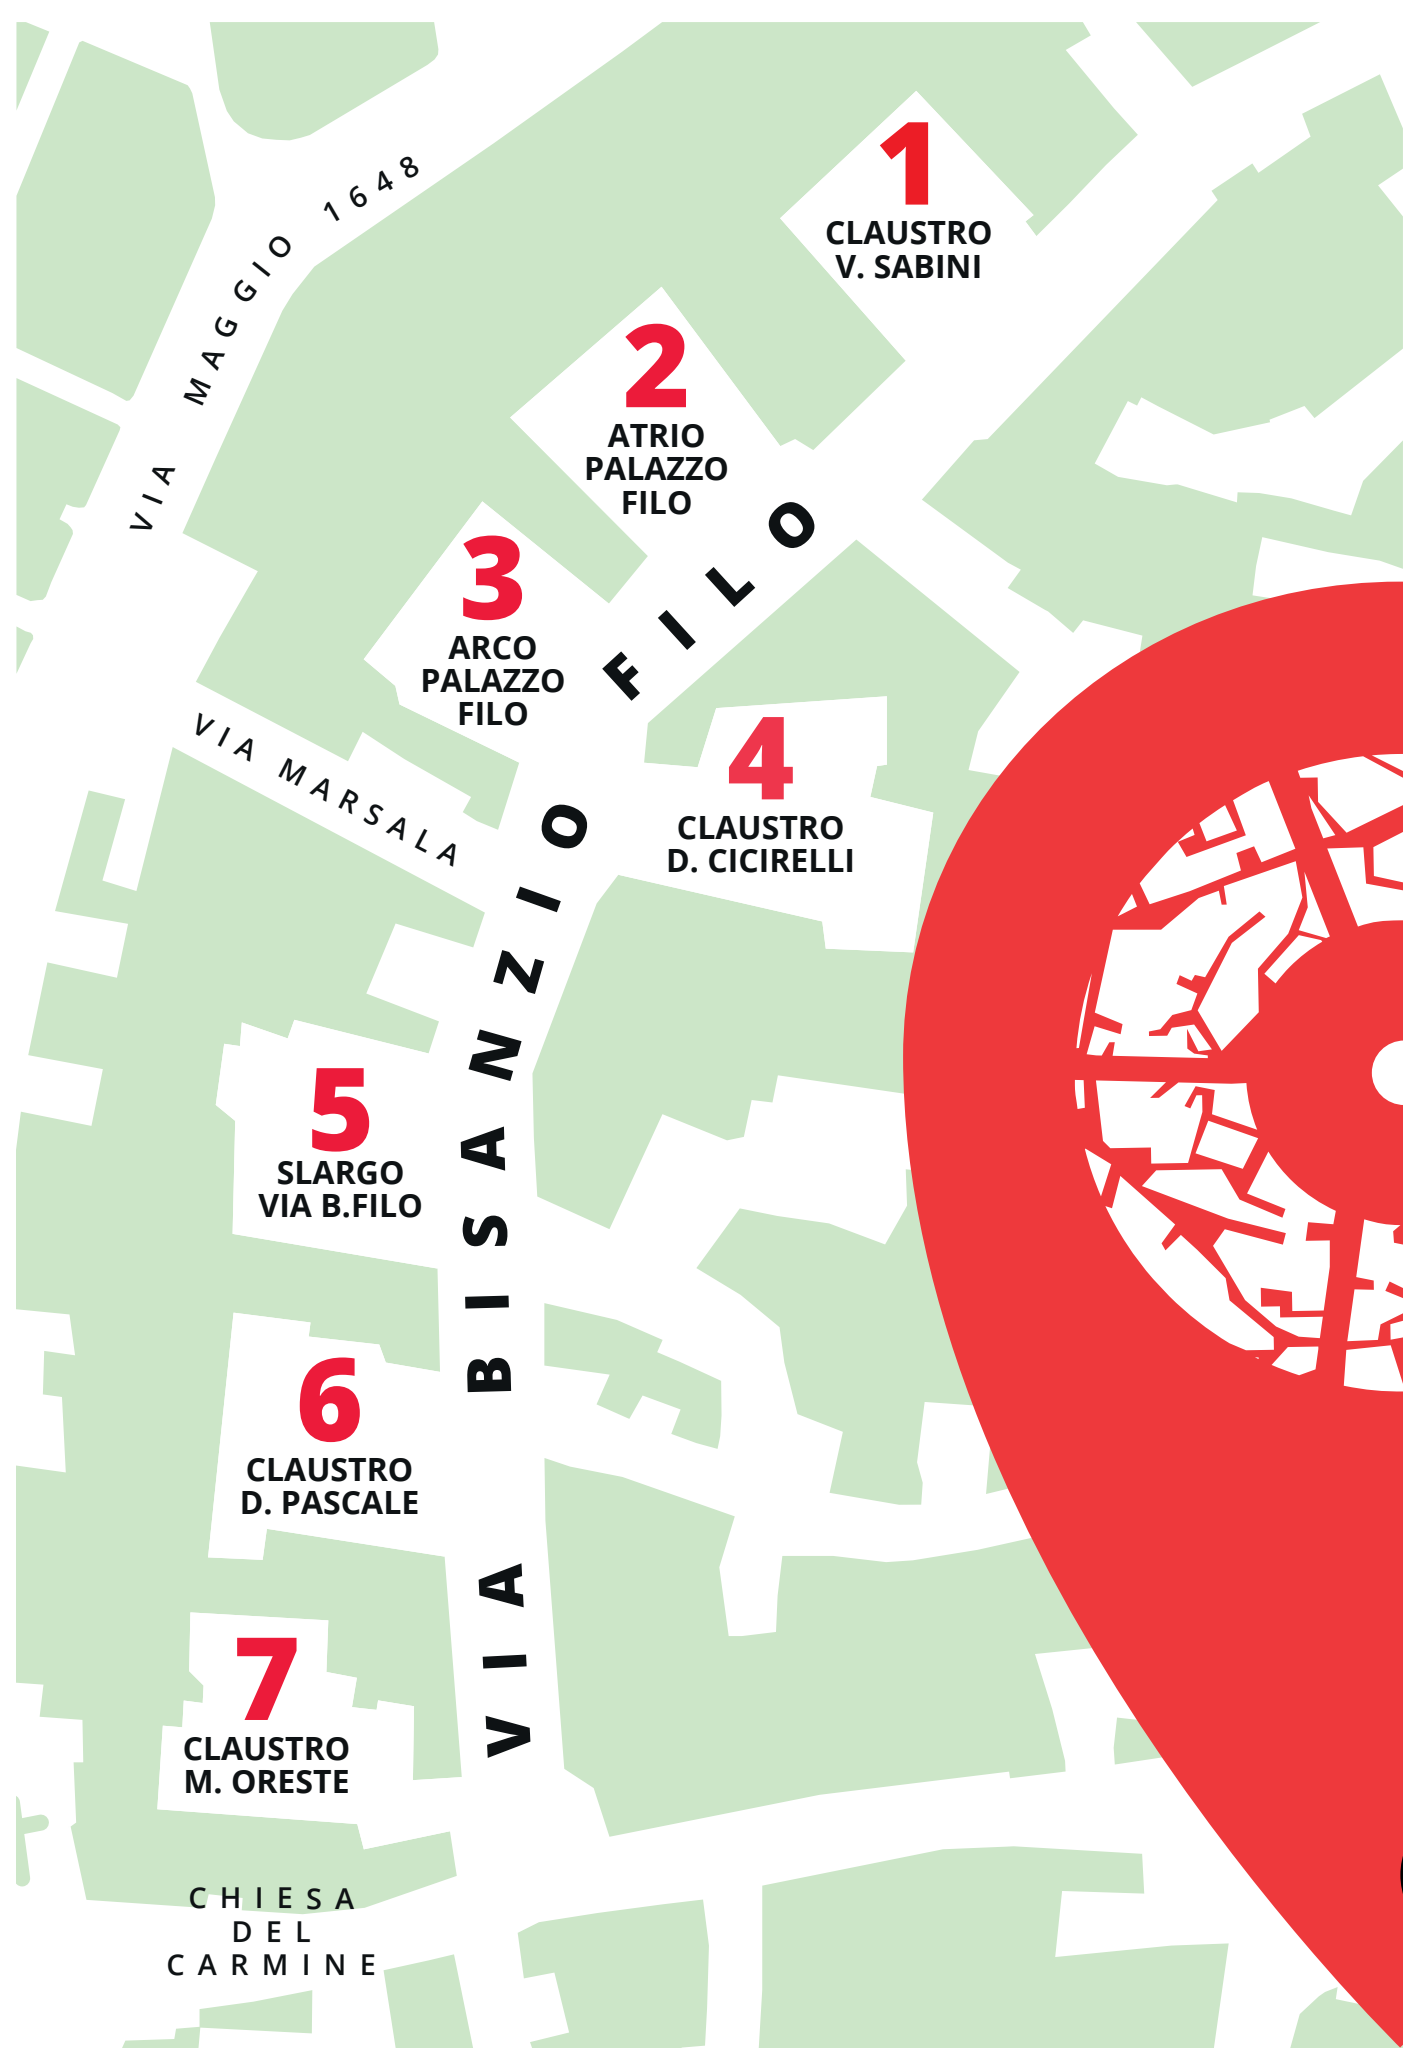 VIA MAGGIO 1648
1
CLAUSTRO
V. SABINI
2
ATRIO
PALAZZO
FILO
3
ARCO
PALAZZO
FILO
VIA MARSALA
4
CLAUSTRO
D. CICIRELLI
VIA BISANZIO FILO
5
SLARGO
VIA B.FILO
6
CLAUSTRO
D. PASCALE
7
CLAUSTRO
M. ORESTE
CHIESA
DEL
CARMINE